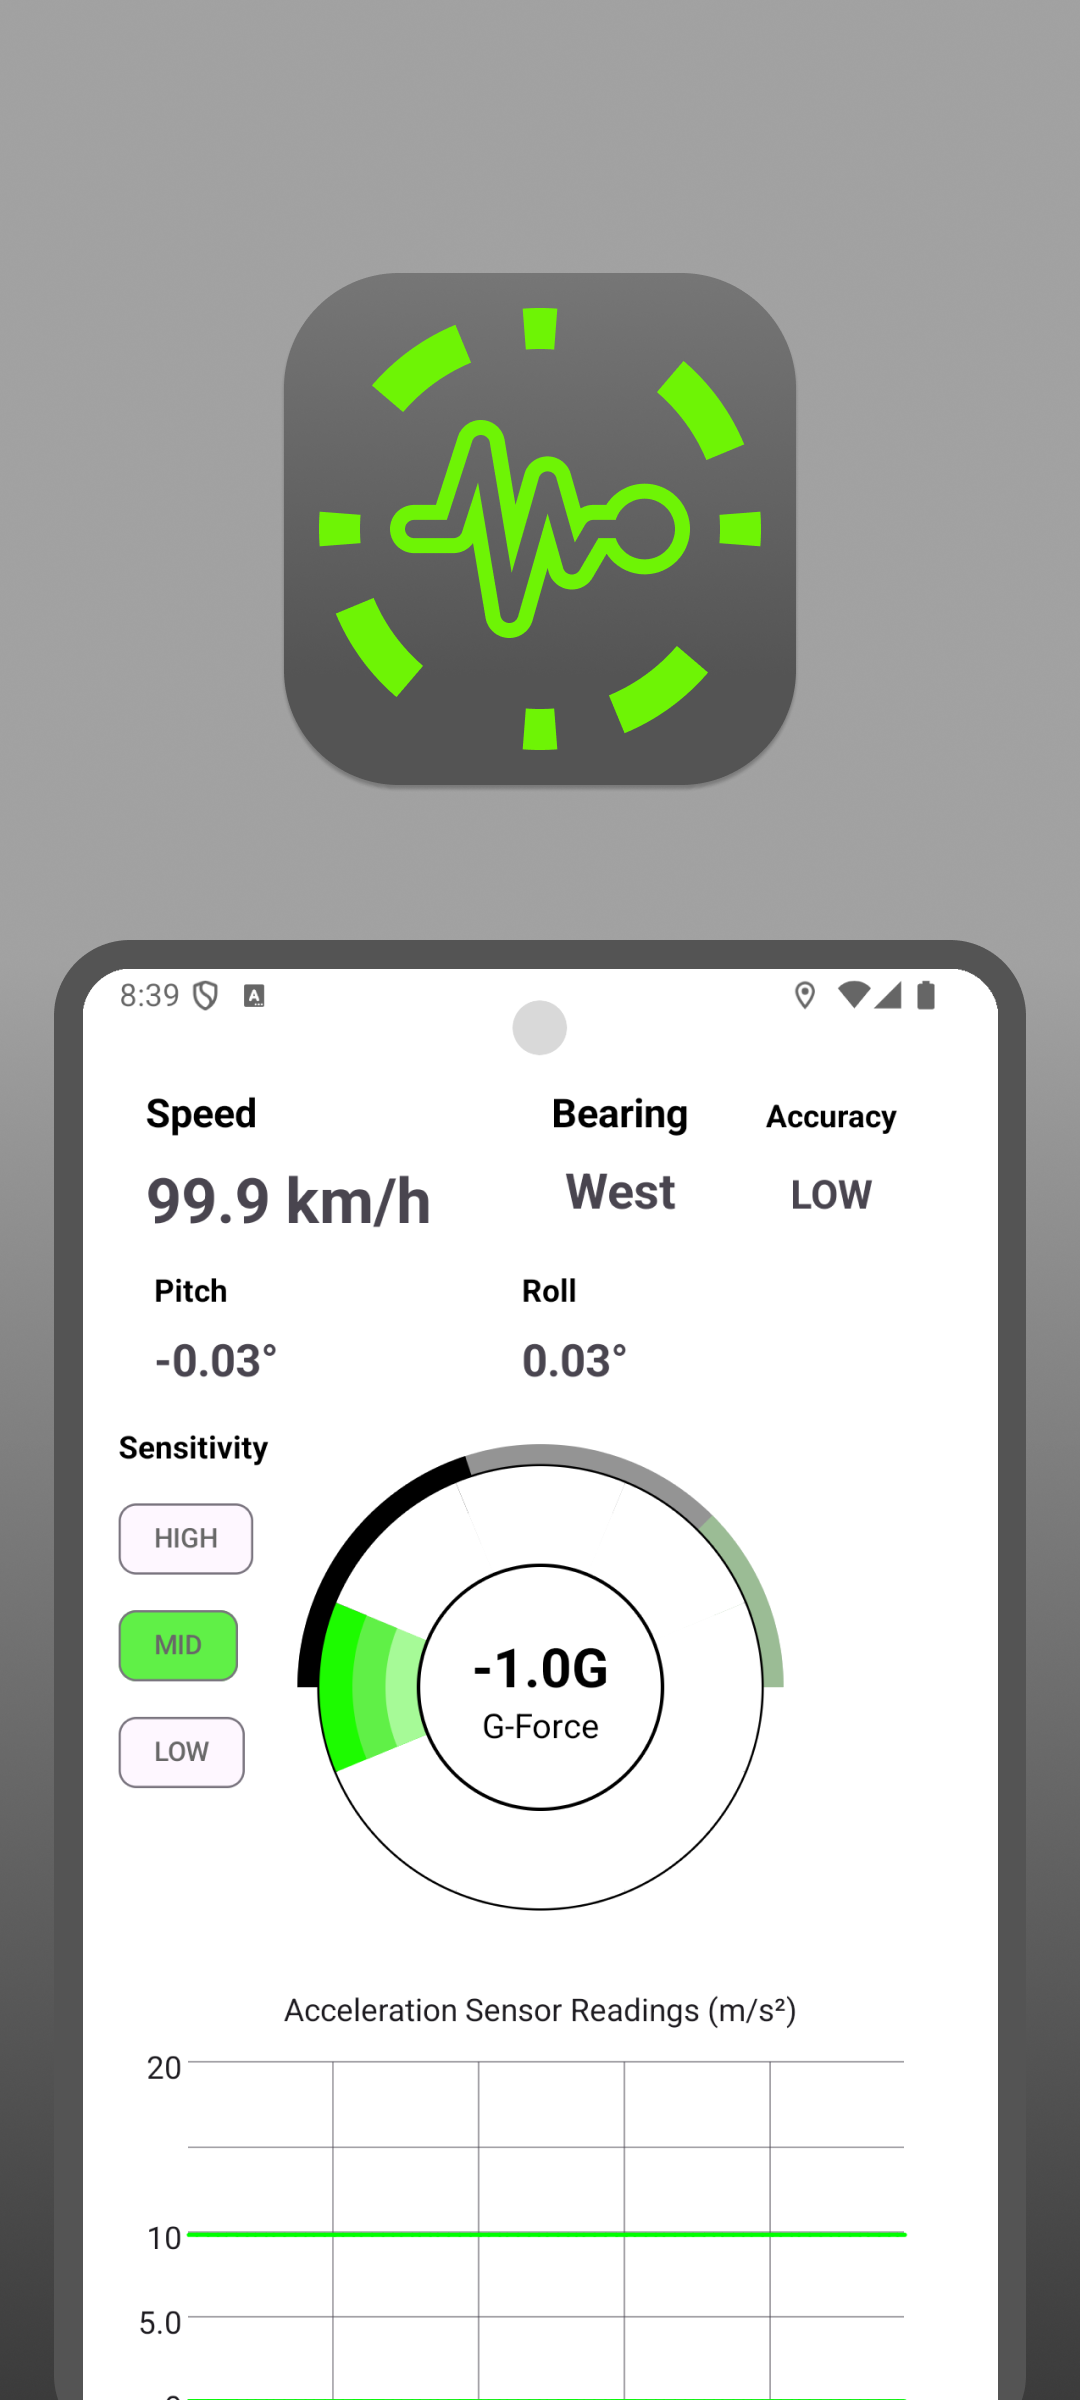 8:39
Speed Bearing Accuracy
99.9 km/h West LOW
Pitch Roll
-0.03° 0.03°
Sensitivity
HIGH
MID
LOW
-1.0G
G-Force
Acceleration Sensor Readings (m/s²)
20
10
5.0